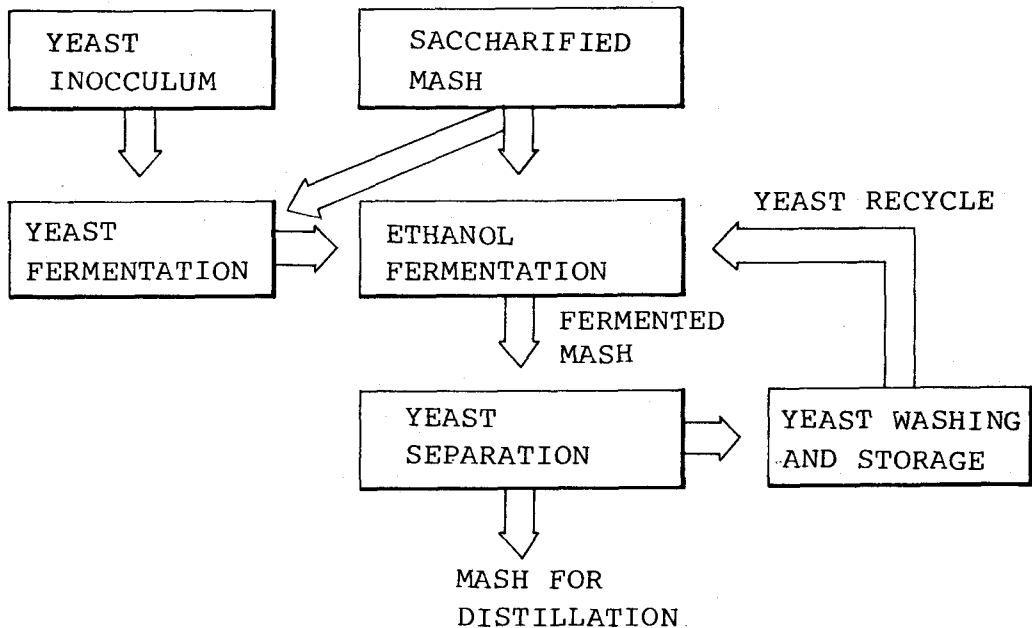 YEAST
INOCCULUM
SACCHARIFIED
MASH
YEAST
FERMENTATION
ETHANOL
FERMENTATION
YEAST RECYCLE
FERMENTED
MASH
YEAST
SEPARATION
YEAST WASHING
AND STORAGE
MASH FOR
DISTILLATION